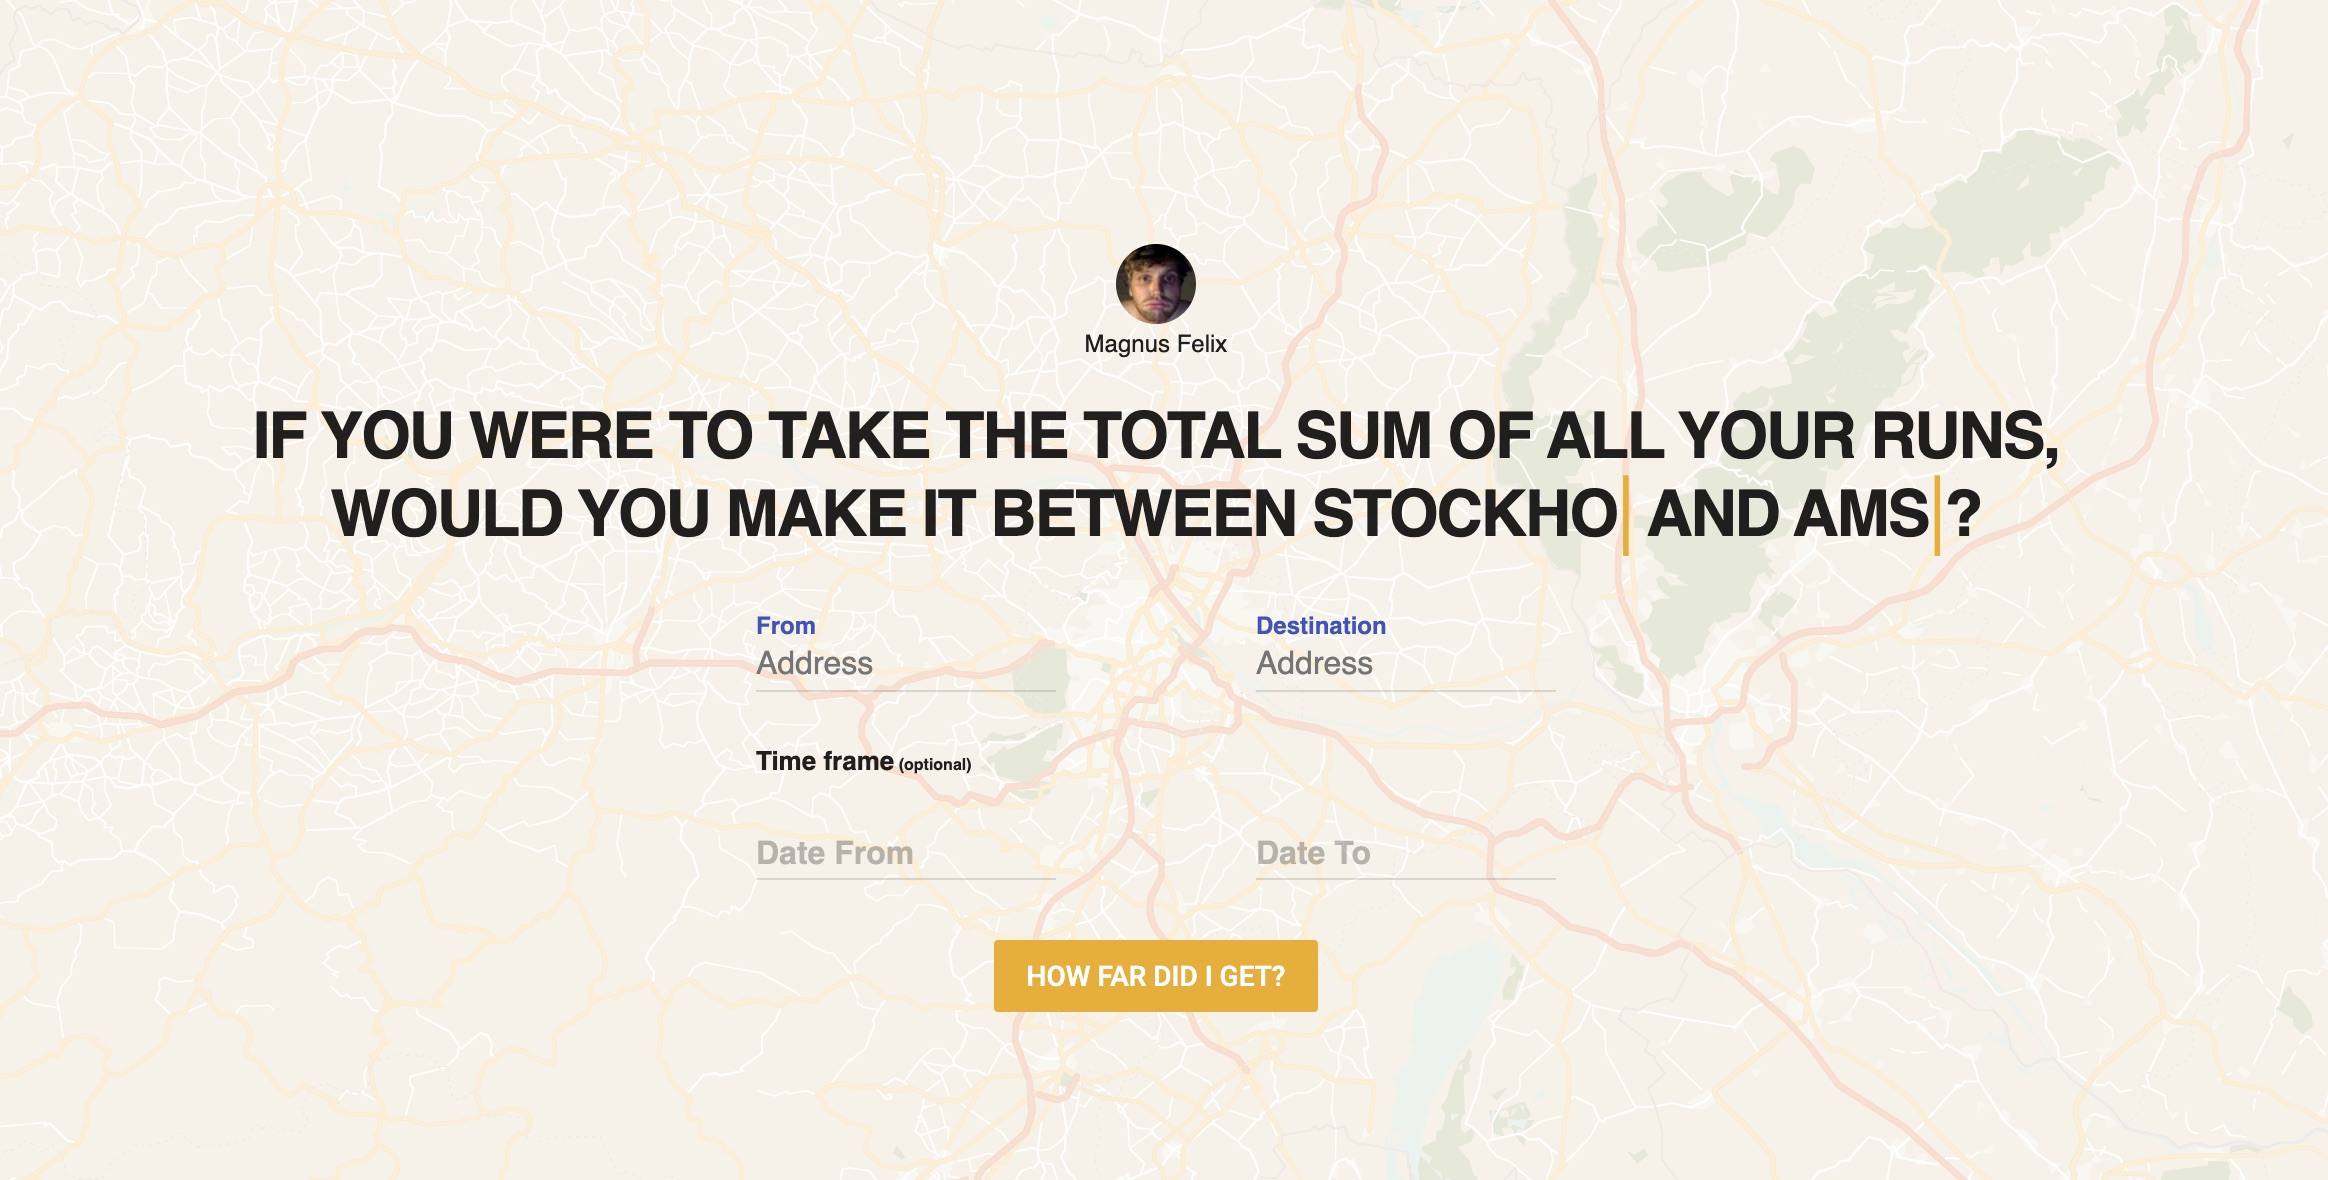 Magnus Felix
IF YOU WERE TO TAKE THE TOTAL SUM OF ALL YOUR RUNS,
WOULD YOU MAKE IT BETWEEN STOCKHO AND AMS ?
From
Destination
Address
Address
Time frame (optional)
Date From
Date To
HOW FAR DID I GET?